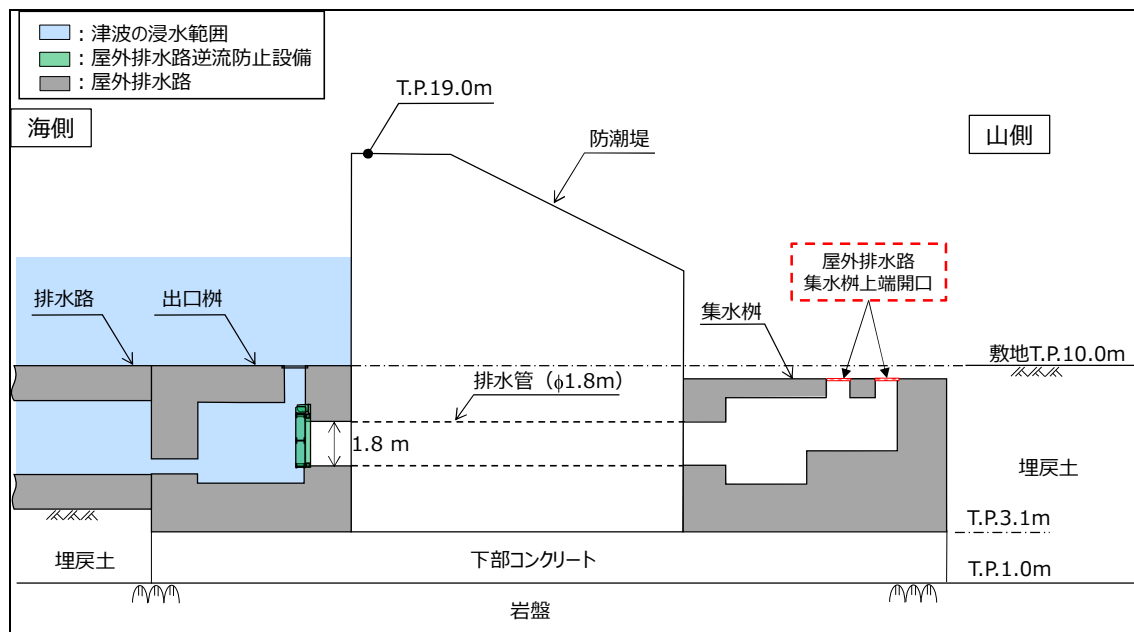 ：津波の浸水範囲
：屋外排水路逆流防止設備
：屋外排水路
T.P.19.0m
海側
山側
防潮堤
屋外排水路
集水桝上端開口
排水路
出口桝
集水桝
敷地T.P.10.0m
排水管（φ1.8m）
1.8 m
埋戻土
T.P.3.1m
埋戻土
下部コンクリート
T.P.1.0m
岩盤